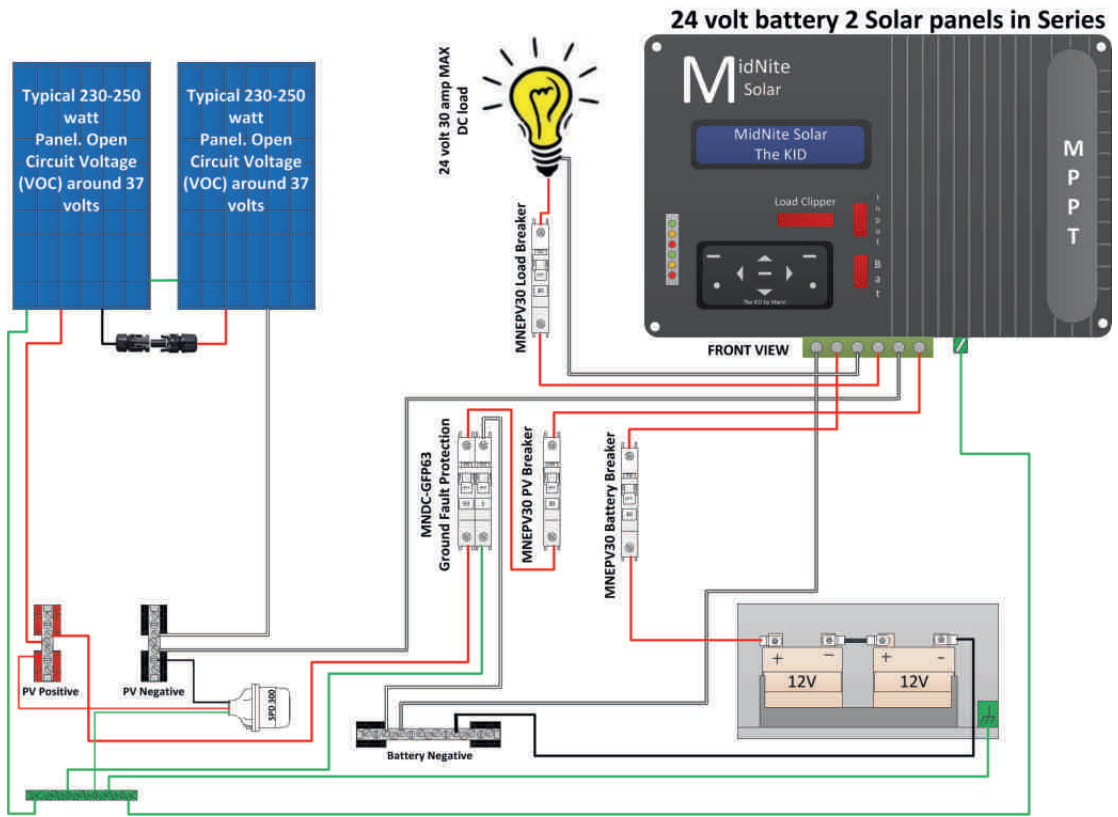 24 volt battery 2 Solar panels in Series
Typical 230-250
watt
Panel. Open
Circuit Voltage
(VOC) around 37
volts
Typical 230-250
watt
Panel. Open
Circuit Voltage
(VOC) around 37
volts
24 volt 30 amp MAX
DC load
MidNite
Solar
MidNite Solar
The KID
MPPT
Load Clipper
Input
Bat
MNEPV30 Load Breaker
FRONT VIEW
MNDC-GFP63
Ground Fault Protection
MNEPV30 PV Breaker
MNEPV30 Battery Breaker
PV Positive
PV Negative
SPD 300
Battery Negative
+ −
12V
+ -
12V